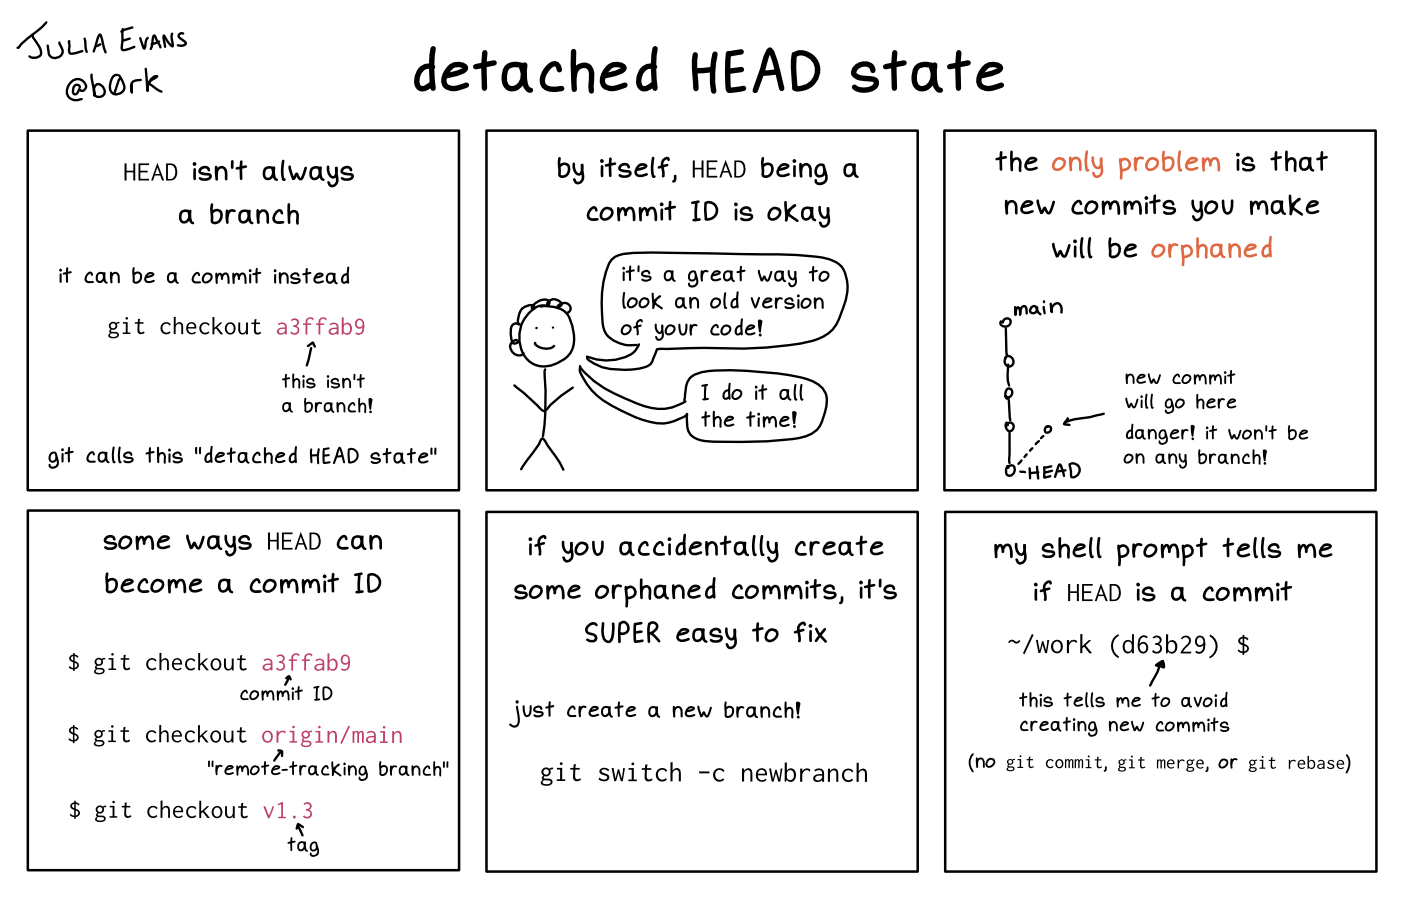 JULIA EVANS
@b0rk
detached HEAD state
HEAD isn't always
a branch
it can be a commit instead
git checkout a3ffab9
this isn't
a branch!
git calls this "detached HEAD state"
by itself, HEAD being a
commit ID is okay
it's a great way to
look an old version
of your code!
I do it all
the time!
the only problem is that
new commits you make
will be orphaned
main
new commit
will go here
danger! it won't be
on any branch!
HEAD
some ways HEAD can
become a commit ID
$ git checkout a3ffab9
commit ID
$ git checkout origin/main
"remote-tracking branch"
$ git checkout v1.3
tag
if you accidentally create
some orphaned commits, it's
SUPER easy to fix
just create a new branch!
git switch -c newbranch
my shell prompt tells me
if HEAD is a commit
~/work (d63b29) $
this tells me to avoid
creating new commits
(no git commit, git merge, or git rebase)